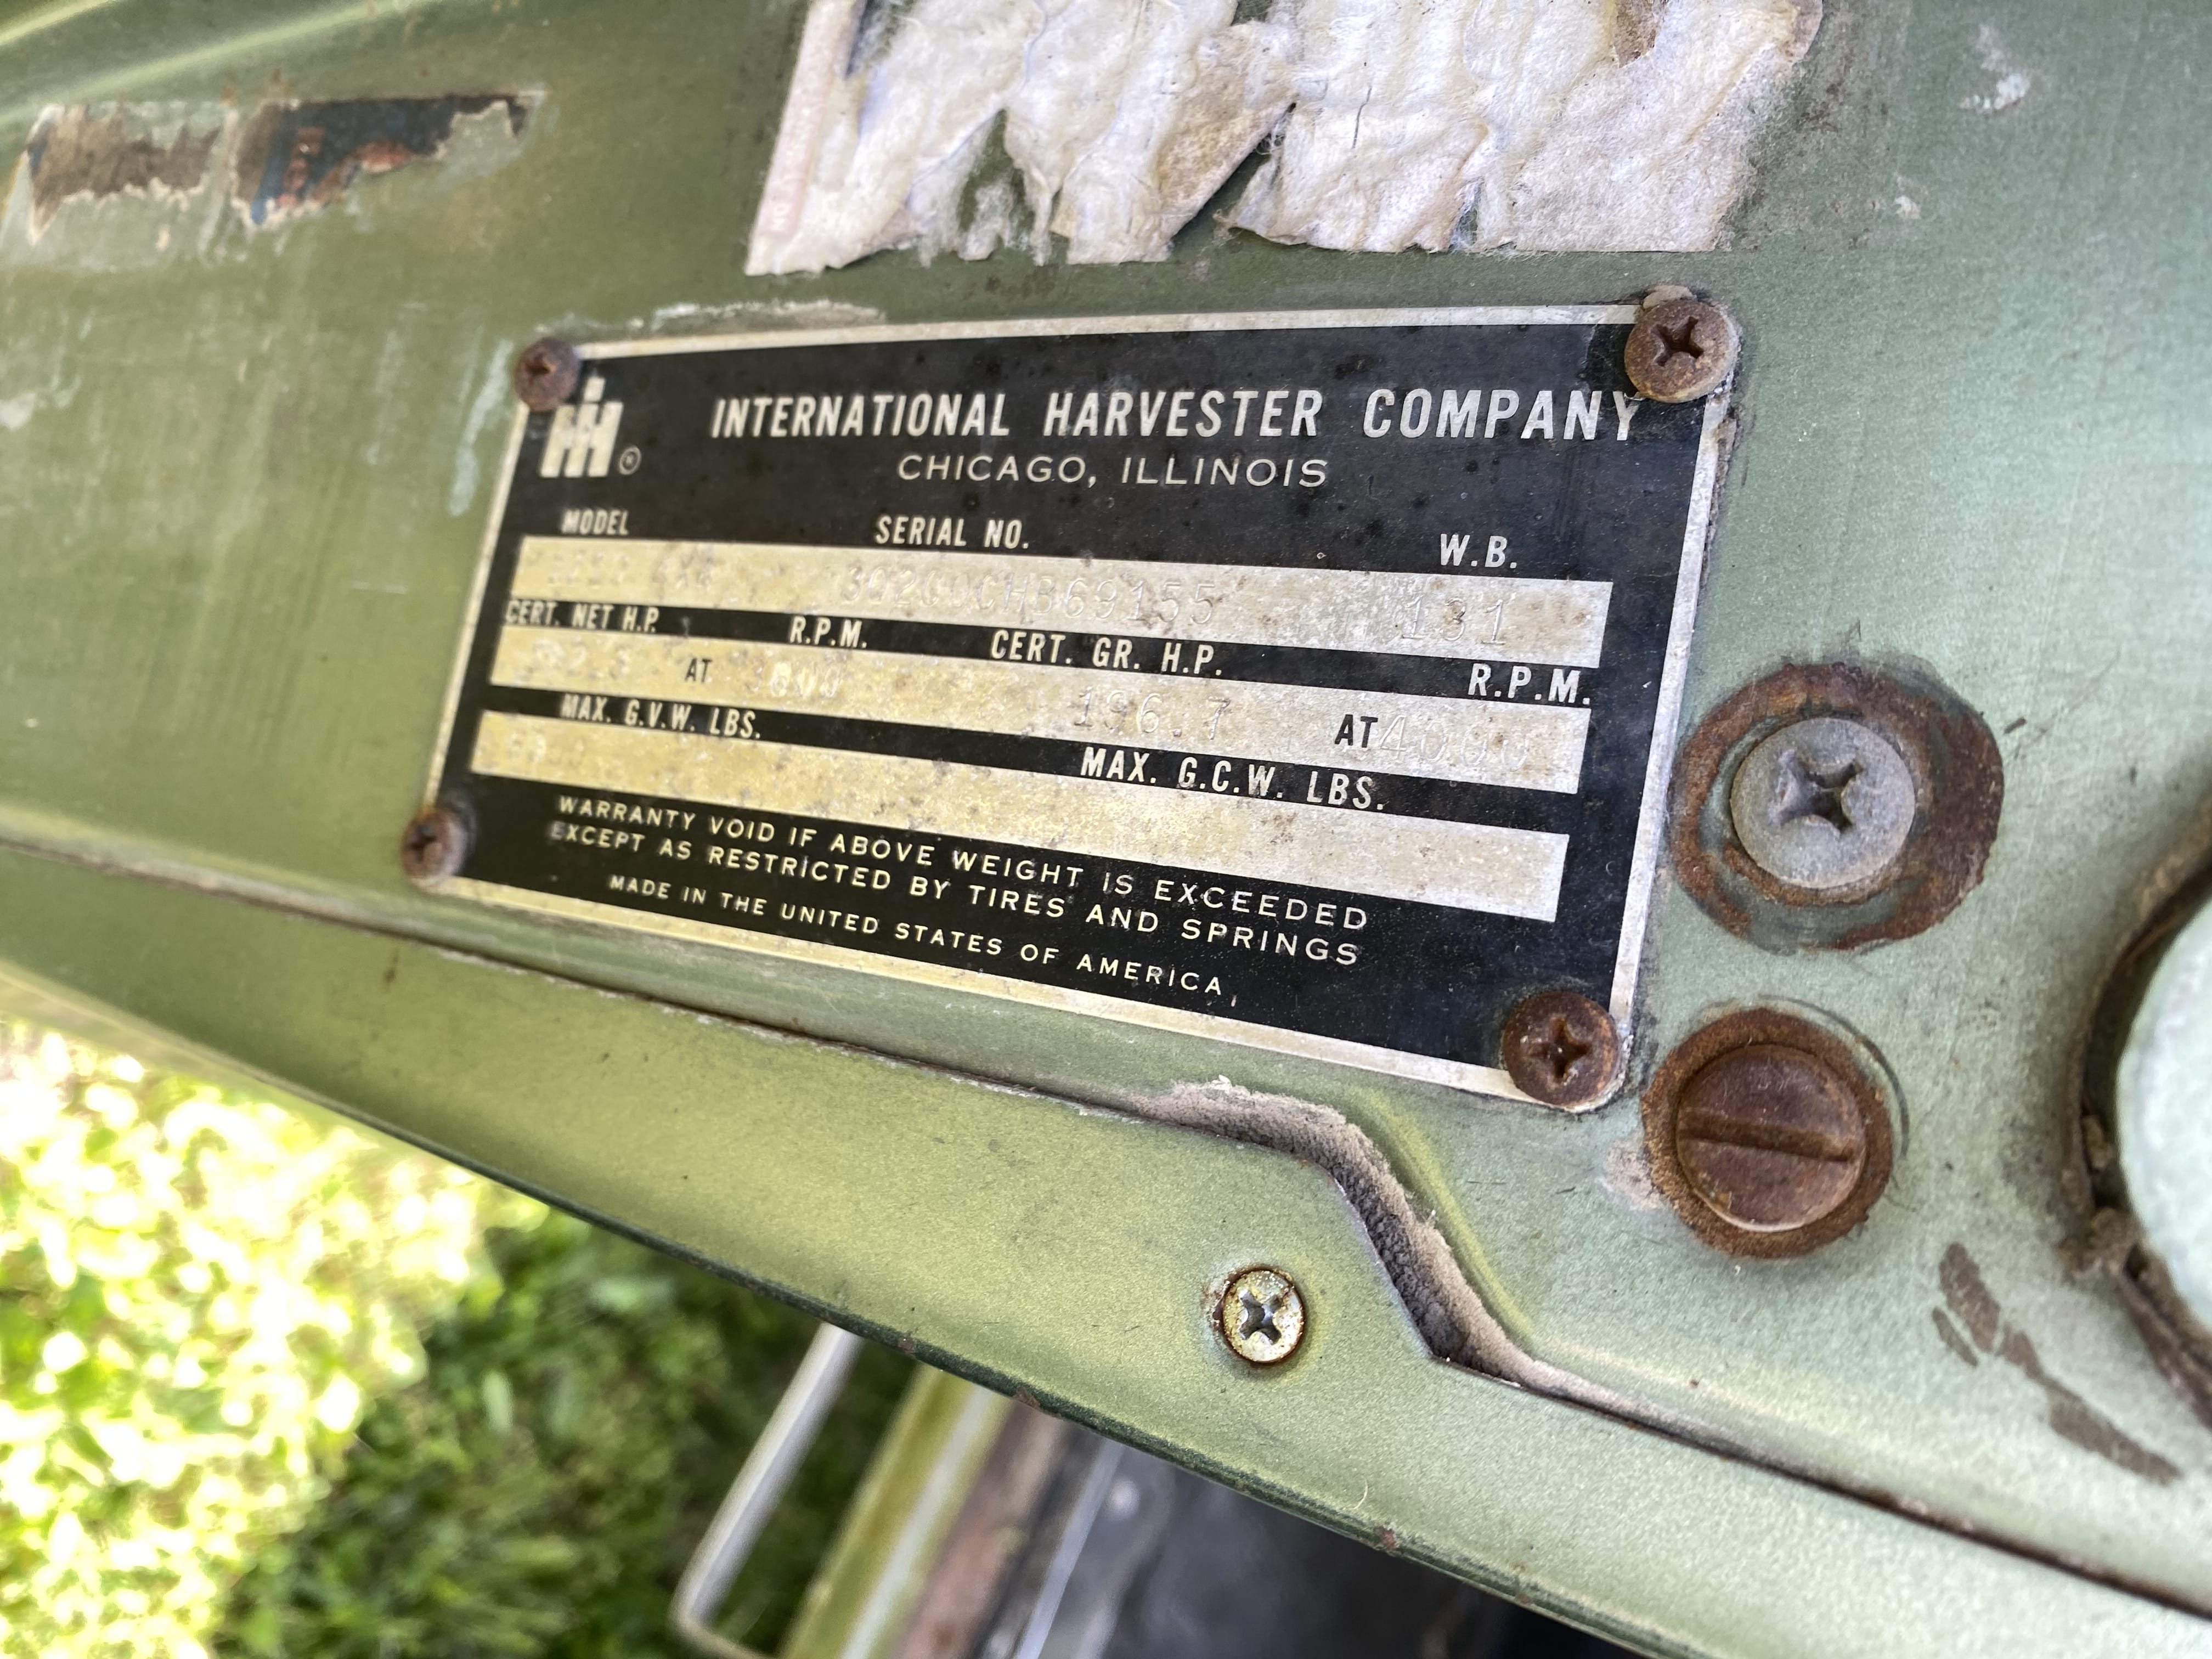 IH ®
INTERNATIONAL HARVESTER COMPANY
CHICAGO, ILLINOIS
MODEL SERIAL NO. W.B.
131
CERT. NET H.P. R.P.M. CERT. GR. H.P. R.P.M.
AT 196.7 AT 4000
MAX. G.V.W. LBS. MAX. G.C.W. LBS.
WARRANTY VOID IF ABOVE WEIGHT IS EXCEEDED
EXCEPT AS RESTRICTED BY TIRES AND SPRINGS
MADE IN THE UNITED STATES OF AMERICA,